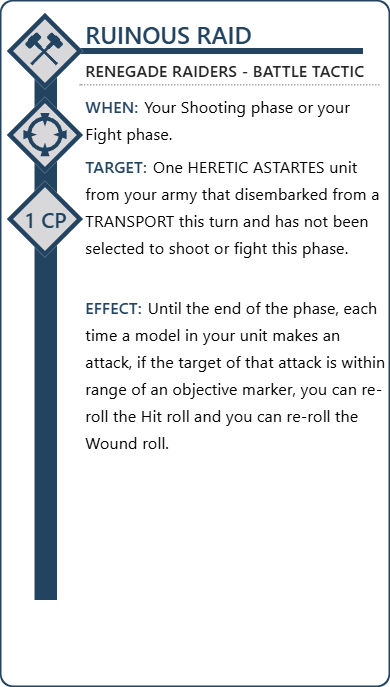 RUINOUS RAID
RENEGADE RAIDERS - BATTLE TACTIC
WHEN: Your Shooting phase or your
Fight phase.
TARGET: One HERETIC ASTARTES unit
from your army that disembarked from a
1 CP
TRANSPORT this turn and has not been
selected to shoot or fight this phase.
EFFECT: Until the end of the phase, each
time a model in your unit makes an
attack, if the target of that attack is within
range of an objective marker, you can re-
roll the Hit roll and you can re-roll the
Wound roll.